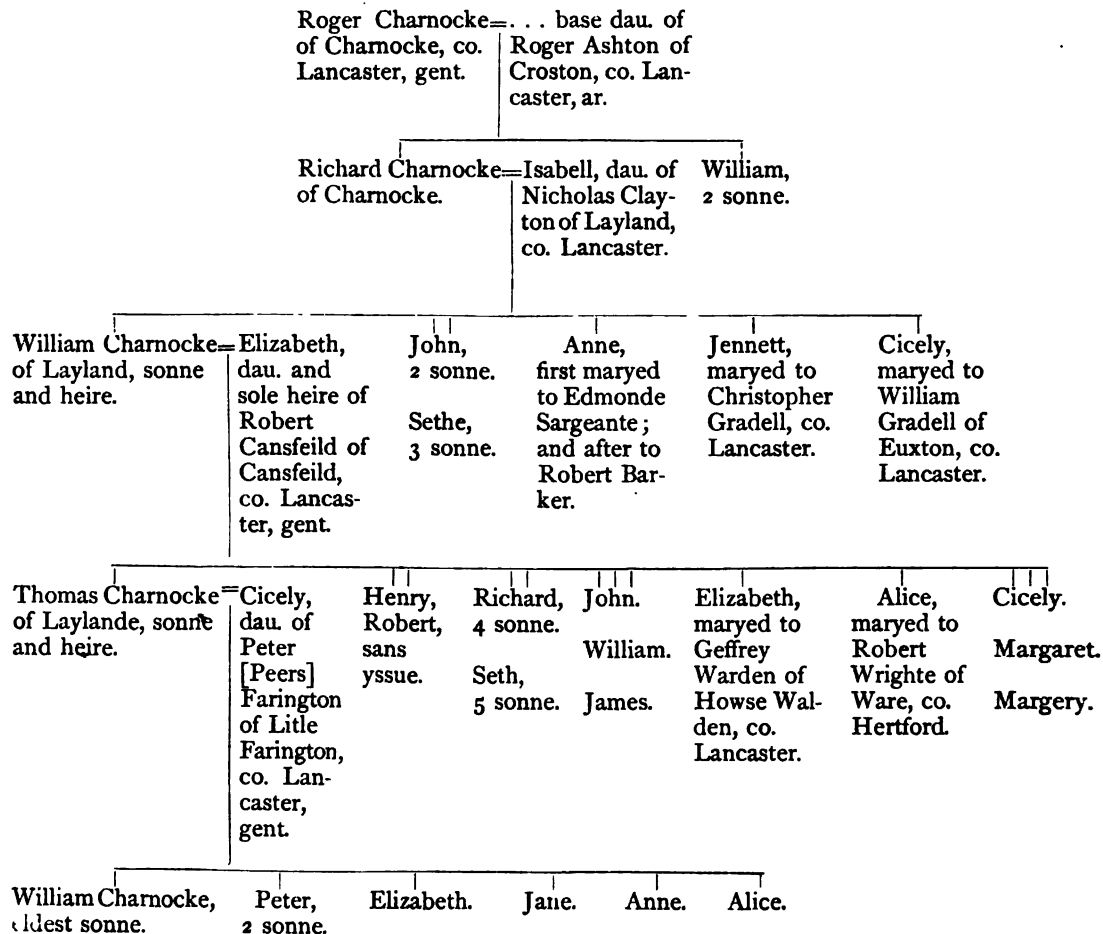 Roger Charnocke=. . . base dau. of
of Charnocke, co. Roger Ashton of
Lancaster, gent. Croston, co. Lan-
caster, ar.
Richard Charnocke=Isabell, dau. of
of Charnocke. Nicholas Clay-
ton of Layland,
co. Lancaster.
William,
2 sonne.
William Charnocke=
of Layland, sonne
and heire.
Elizabeth,
dau. and
sole heire of
Robert
Cansfeild of
Cansfeild,
co. Lancas-
ter, gent.
John,
2 sonne.
Sethe,
3 sonne.
Anne,
first maryed
to Edmonde
Sargeante;
and after to
Robert Bar-
ker.
Jennett,
maryed to
Christopher
Gradell, co.
Lancaster.
Cicely,
maryed to
William
Gradell of
Euxton, co.
Lancaster.
Thomas Charnocke=
of Laylande, sonne
and heire.
Cicely,
dau. of
Peter
[Peers]
Farington
of Litle
Farington,
co. Lan-
caster,
gent.
Henry,
Robert,
sans
yssue.
Richard,
4 sonne.
Seth,
5 sonne.
John.
William.
James.
Elizabeth,
maryed to
Geffrey
Warden of
Howse Wal-
den, co.
Lancaster.
Alice,
maryed to
Robert
Wrighte of
Ware, co.
Hertford.
Cicely.
Margaret.
Margery.
William Charnocke,
eldest sonne.
Peter,
2 sonne.
Elizabeth.
Jane.
Anne.
Alice.